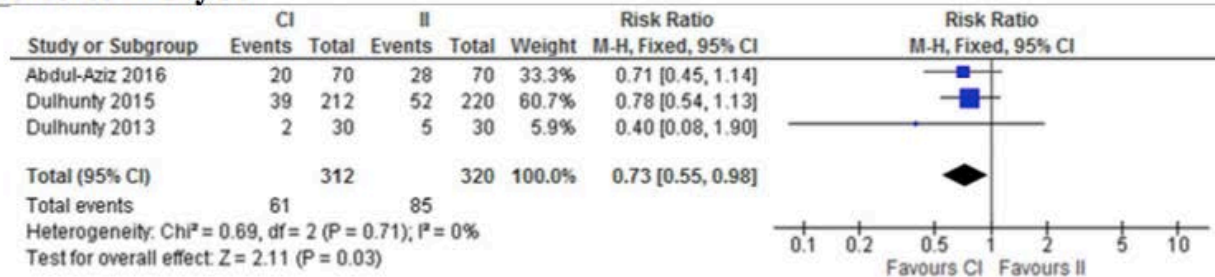 CI II Risk Ratio Risk Ratio
Study or Subgroup Events Total Events Total Weight M-H, Fixed, 95% CI M-H, Fixed, 95% CI
Abdul-Aziz 2016 20 70 28 70 33.3% 0.71 [0.45, 1.14]
Dulhunty 2015 39 212 52 220 60.7% 0.78 [0.54, 1.13]
Dulhunty 2013 2 30 5 30 5.9% 0.40 [0.08, 1.90]
Total (95% CI) 312 320 100.0% 0.73 [0.55, 0.98]
Total events 61 85
Heterogeneity: Chi² = 0.69, df = 2 (P = 0.71); I² = 0%
Test for overall effect: Z = 2.11 (P = 0.03)
0.1 0.2 0.5 1 2 5 10
Favours CI Favours II